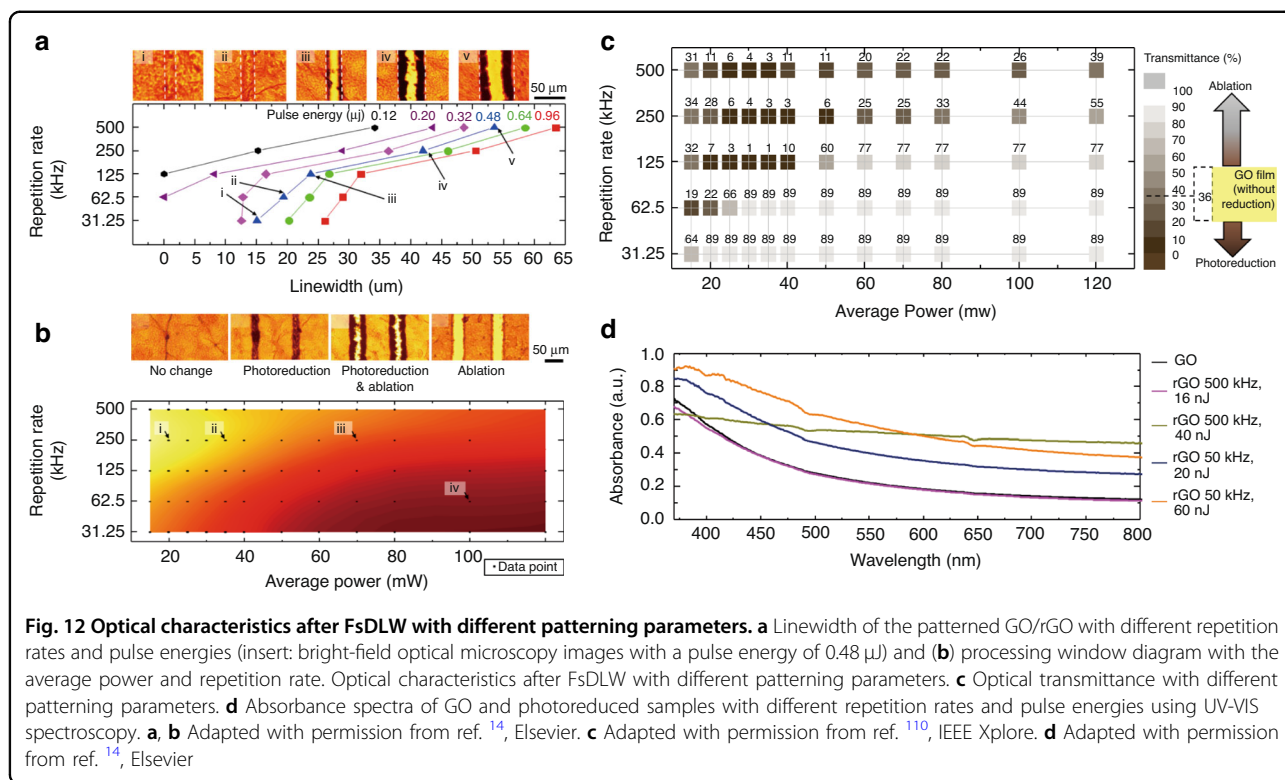 a
i
ii
iii
iv
v
50 µm
Pulse energy (µj) 0.12 0.20 0.32 0.48 0.64 0.96
Repetition rate
(kHz)
500
250
125
62.5
31.25
i
ii
iii
iv
v
0 5 10 15 20 25 30 35 40 45 50 55 60 65
Linewidth (um)
b
50 µm
No change
Photoreduction
Photoreduction
& ablation
Ablation
Repetition rate
(kHz)
500
250
125
62.5
31.25
i
ii
iii
iv
20 40 60 80 100
Average power (mW)
Data point
c
Repetition rate (kHz)
500
31 11 6 4 3 11 11 20 22 22 26 39
250
34 28 6 4 3 3 6 25 25 33 44 55
125
32 7 3 1 1 10 60 77 77 77 77 77
62.5
19 22 66 89 89 89 89 89 89 89 89 89
31.25
64 89 89 89 89 89 89 89 89 89 89 89
20 40 60 80 100 120
Average Power (mw)
Transmittance (%)
100
90
80
70
60
50
40
30
20
10
0
36
Ablation
GO film
(without
reduction)
Photoreduction
d
Absorbance (a.u.)
1.0
0.8
0.6
0.4
0.2
0.0
400 450 500 550 600 650 700 750 800
Wavelength (nm)
GO
rGO 500 kHz,
16 nJ
rGO 500 kHz,
40 nJ
rGO 50 kHz,
20 nJ
rGO 50 kHz,
60 nJ
Fig. 12 Optical characteristics after FsDLW with different patterning parameters. a Linewidth of the patterned GO/rGO with different repetition
rates and pulse energies (insert: bright-field optical microscopy images with a pulse energy of 0.48 µJ) and (b) processing window diagram with the
average power and repetition rate. Optical characteristics after FsDLW with different patterning parameters. c Optical transmittance with different
patterning parameters. d Absorbance spectra of GO and photoreduced samples with different repetition rates and pulse energies using UV-VIS
spectroscopy. a, b Adapted with permission from ref. 14, Elsevier. c Adapted with permission from ref. 110, IEEE Xplore. d Adapted with permission
from ref. 14, Elsevier